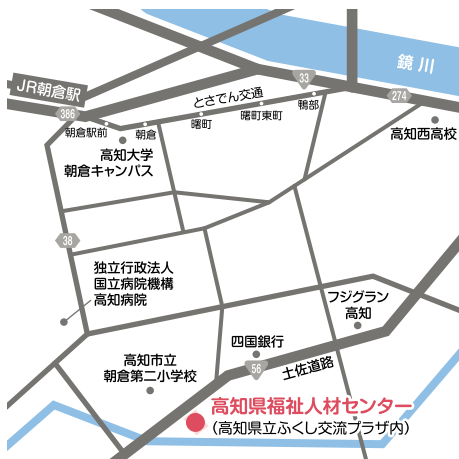 鏡川
JR朝倉駅
33
とさでん交通
274
386
鴨部
曙町東町
曙町
朝倉
朝倉駅前
高知西高校
高知大学
朝倉キャンパス
38
独立行政法人
国立病院機構
高知病院
フジグラン
高知
四国銀行
高知市立
朝倉第二小学校
56
土佐道路
高知県福祉人材センター
（高知県立ふくし交流プラザ内）